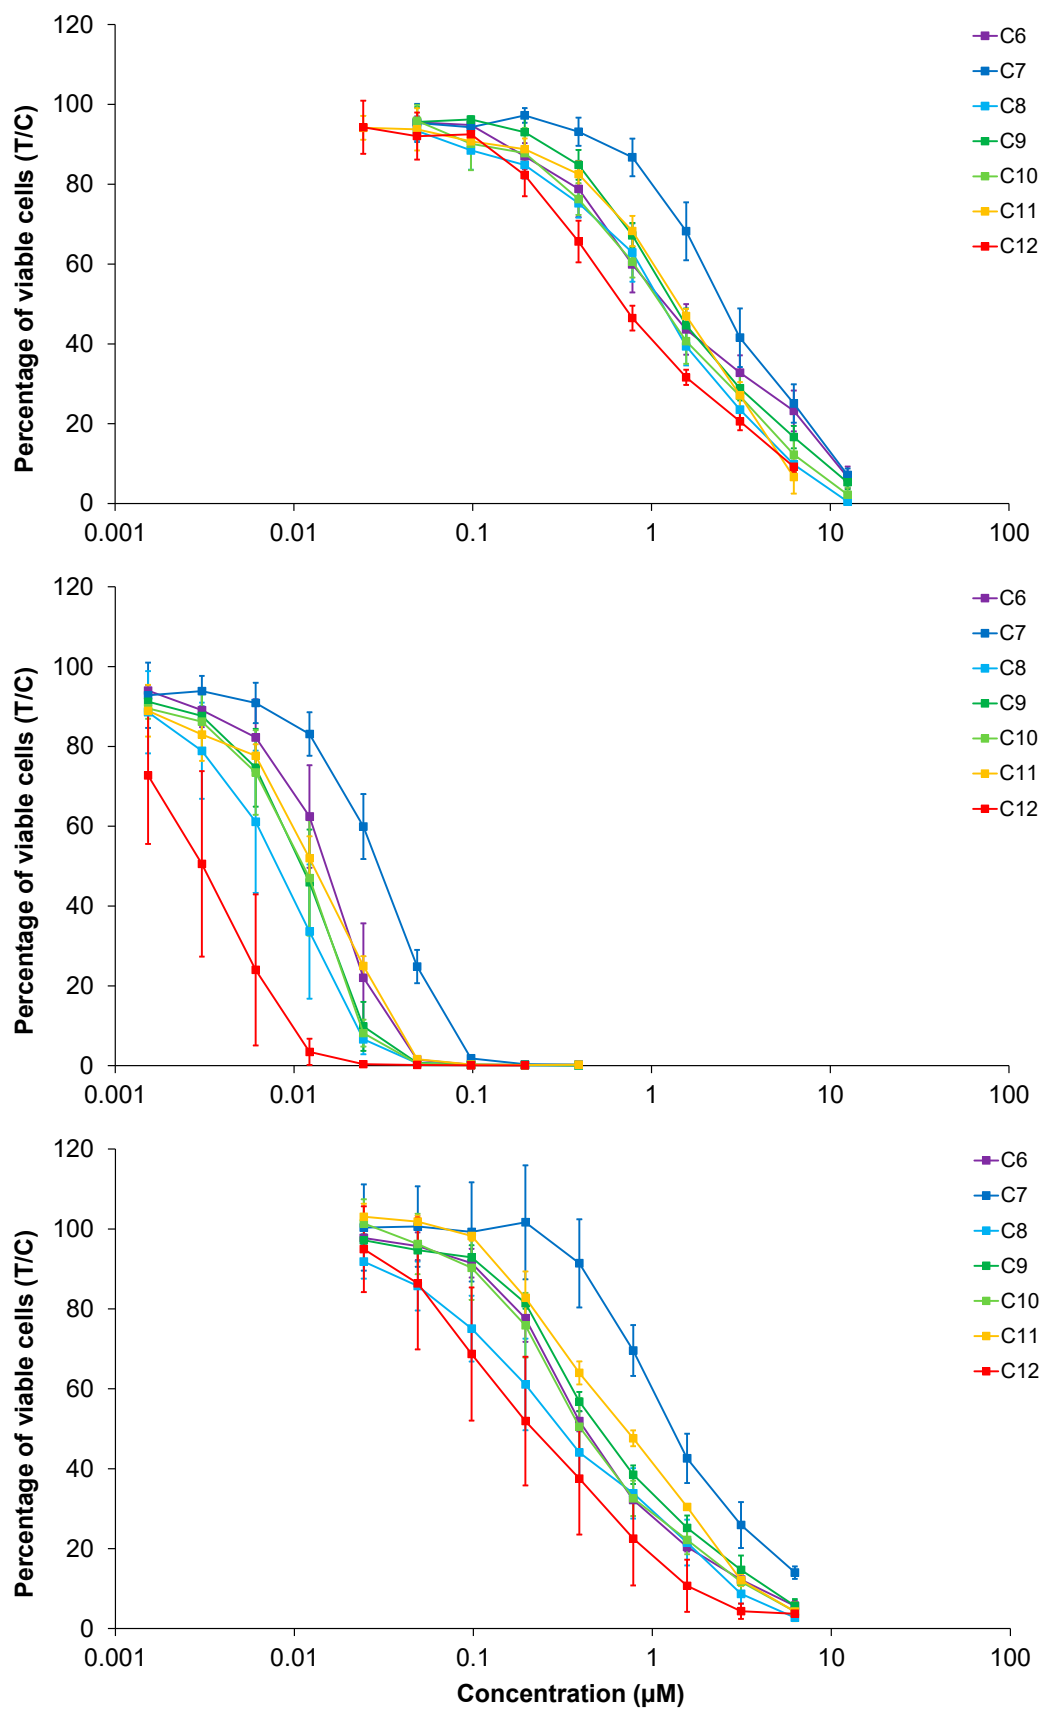 120
100
80
60
40
20
0
0.001
0.01
0.1
1
10
100
Percentage of viable cells (T/C)
C6
C7
C8
C9
C10
C11
C12
120
100
80
60
40
20
0
0.001
0.01
0.1
1
10
100
Percentage of viable cells (T/C)
C6
C7
C8
C9
C10
C11
C12
120
100
80
60
40
20
0
0.001
0.01
0.1
1
10
100
Percentage of viable cells (T/C)
C6
C7
C8
C9
C10
C11
C12
Concentration (µM)